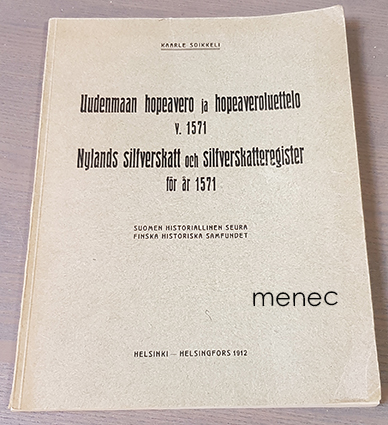 KAARLE SOIKKELI
Uudenmaan hopeavero ja hopeaveroluettelo
v. 1571
Nylands silfverskatt och silfverskatteregister
för år 1571
SUOMEN HISTORIALLINEN SEURA
FINSKA HISTORISKA SAMFUNDET
menec
HELSINKI — HELSINGFORS 1912